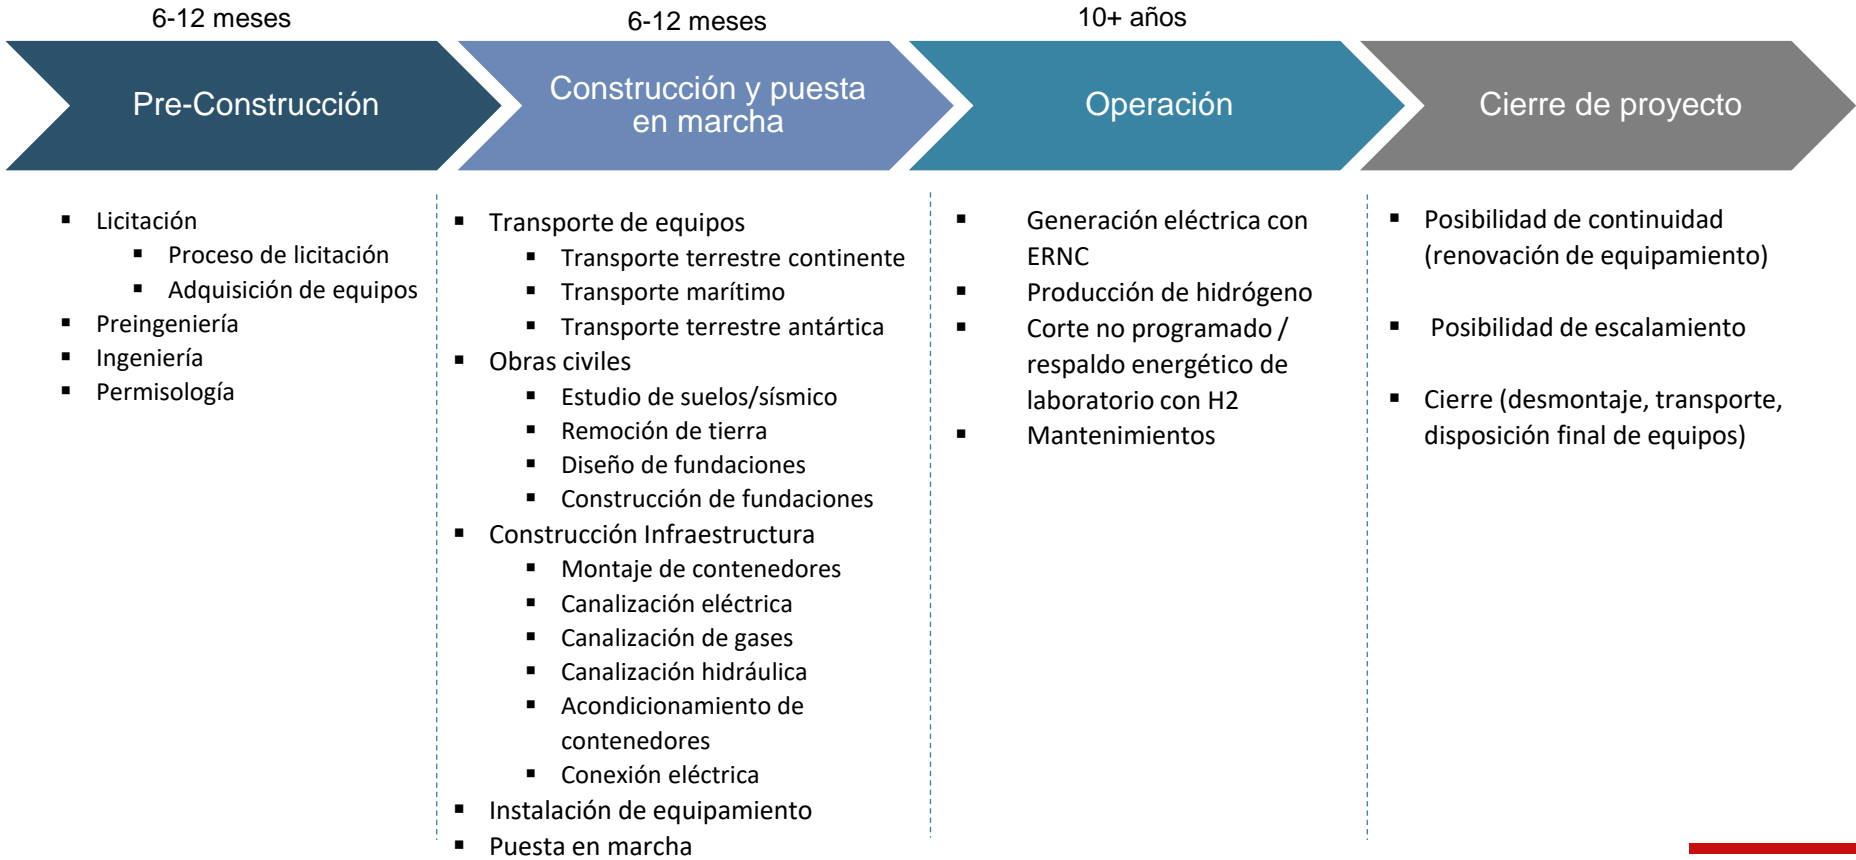 6-12 meses
6-12 meses
10+ años
Pre-Construcción
Construcción y puesta
en marcha
Operación
Cierre de proyecto
▪ Licitación
▪ Proceso de licitación
▪ Adquisición de equipos
▪ Preingeniería
▪ Ingeniería
▪ Permisología
▪ Transporte de equipos
▪ Transporte terrestre continente
▪ Transporte marítimo
▪ Transporte terrestre antártica
▪ Obras civiles
▪ Estudio de suelos/sísmico
▪ Remoción de tierra
▪ Diseño de fundaciones
▪ Construcción de fundaciones
▪ Construcción Infraestructura
▪ Montaje de contenedores
▪ Canalización eléctrica
▪ Canalización de gases
▪ Canalización hidráulica
▪ Acondicionamiento de
contenedores
▪ Conexión eléctrica
▪ Instalación de equipamiento
▪ Puesta en marcha
▪ Generación eléctrica con
ERNC
▪ Producción de hidrógeno
▪ Corte no programado /
respaldo energético de
laboratorio con H2
▪ Mantenimientos
▪ Posibilidad de continuidad
(renovación de equipamiento)
▪ Posibilidad de escalamiento
▪ Cierre (desmontaje, transporte,
disposición final de equipos)